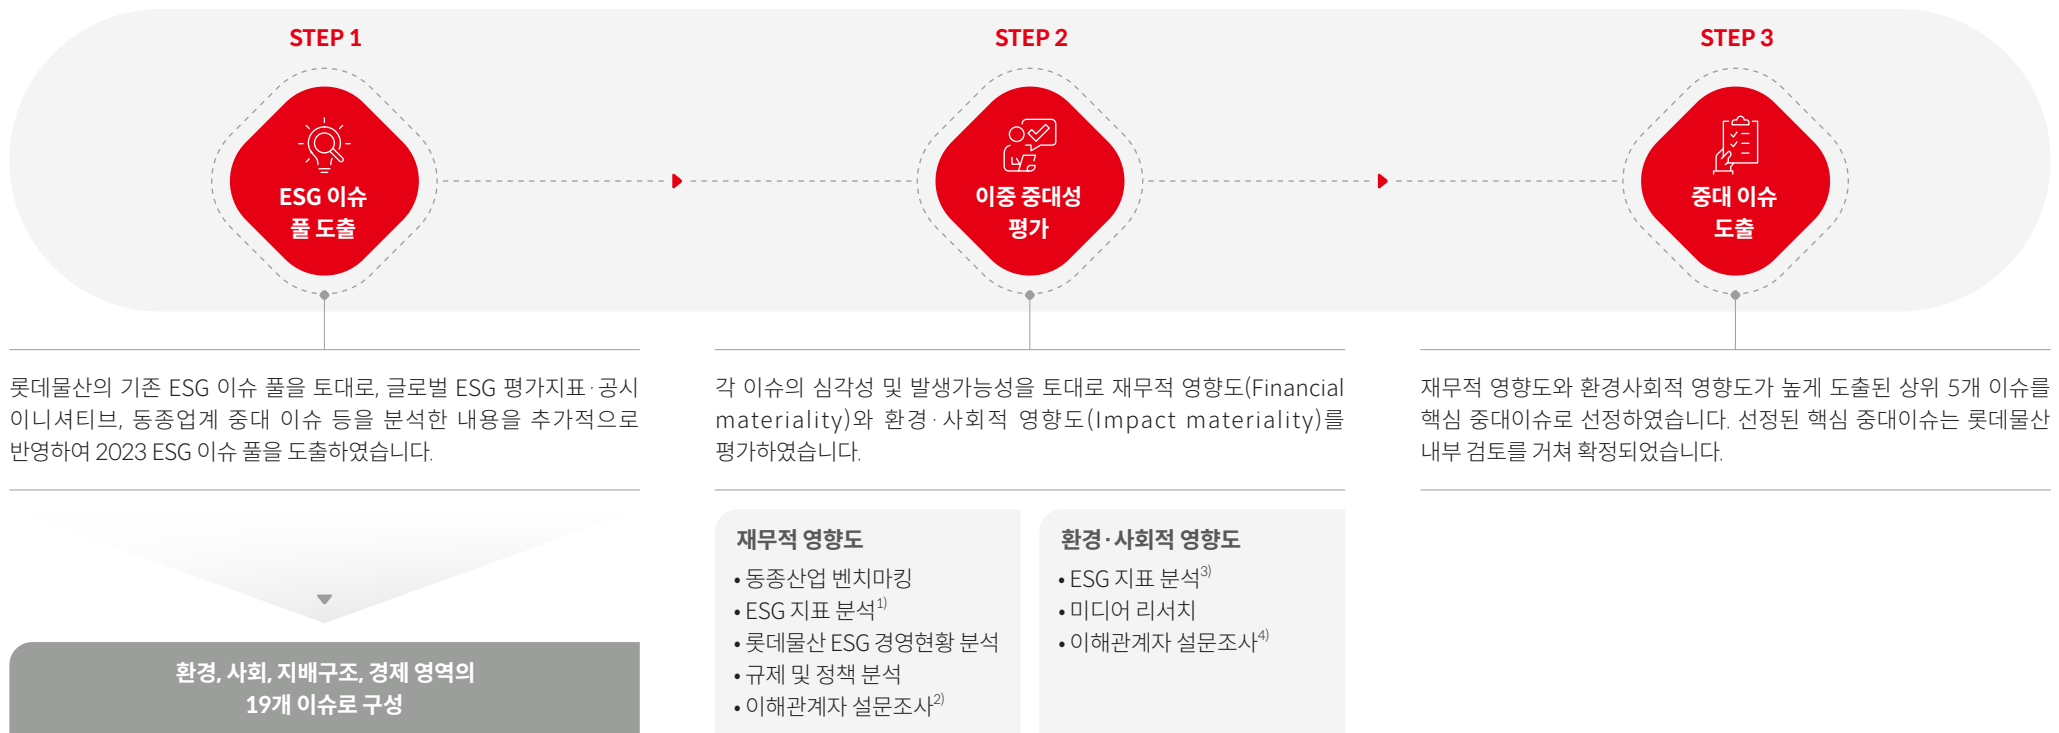 STEP 1
ESG 이슈
풀 도출
롯데물산의 기존 ESG 이슈 풀을 토대로, 글로벌 ESG 평가지표·공시
이니셔티브, 동종업계 중대 이슈 등을 분석한 내용을 추가적으로
반영하여 2023 ESG 이슈 풀을 도출하였습니다.
환경, 사회, 지배구조, 경제 영역의
19개 이슈로 구성
STEP 2
이중 중대성
평가
각 이슈의 심각성 및 발생가능성을 토대로 재무적 영향도(Financial
materiality)와 환경·사회적 영향도(Impact materiality)를
평가하였습니다.
재무적 영향도
• 동종산업 벤치마킹
• ESG 지표 분석1)
• 롯데물산 ESG 경영현황 분석
• 규제 및 정책 분석
• 이해관계자 설문조사2)
환경·사회적 영향도
• ESG 지표 분석3)
• 미디어 리서치
• 이해관계자 설문조사4)
STEP 3
중대 이슈
도출
재무적 영향도와 환경사회적 영향도가 높게 도출된 상위 5개 이슈를
핵심 중대이슈로 선정하였습니다. 선정된 핵심 중대이슈는 롯데물산
내부 검토를 거쳐 확정되었습니다.